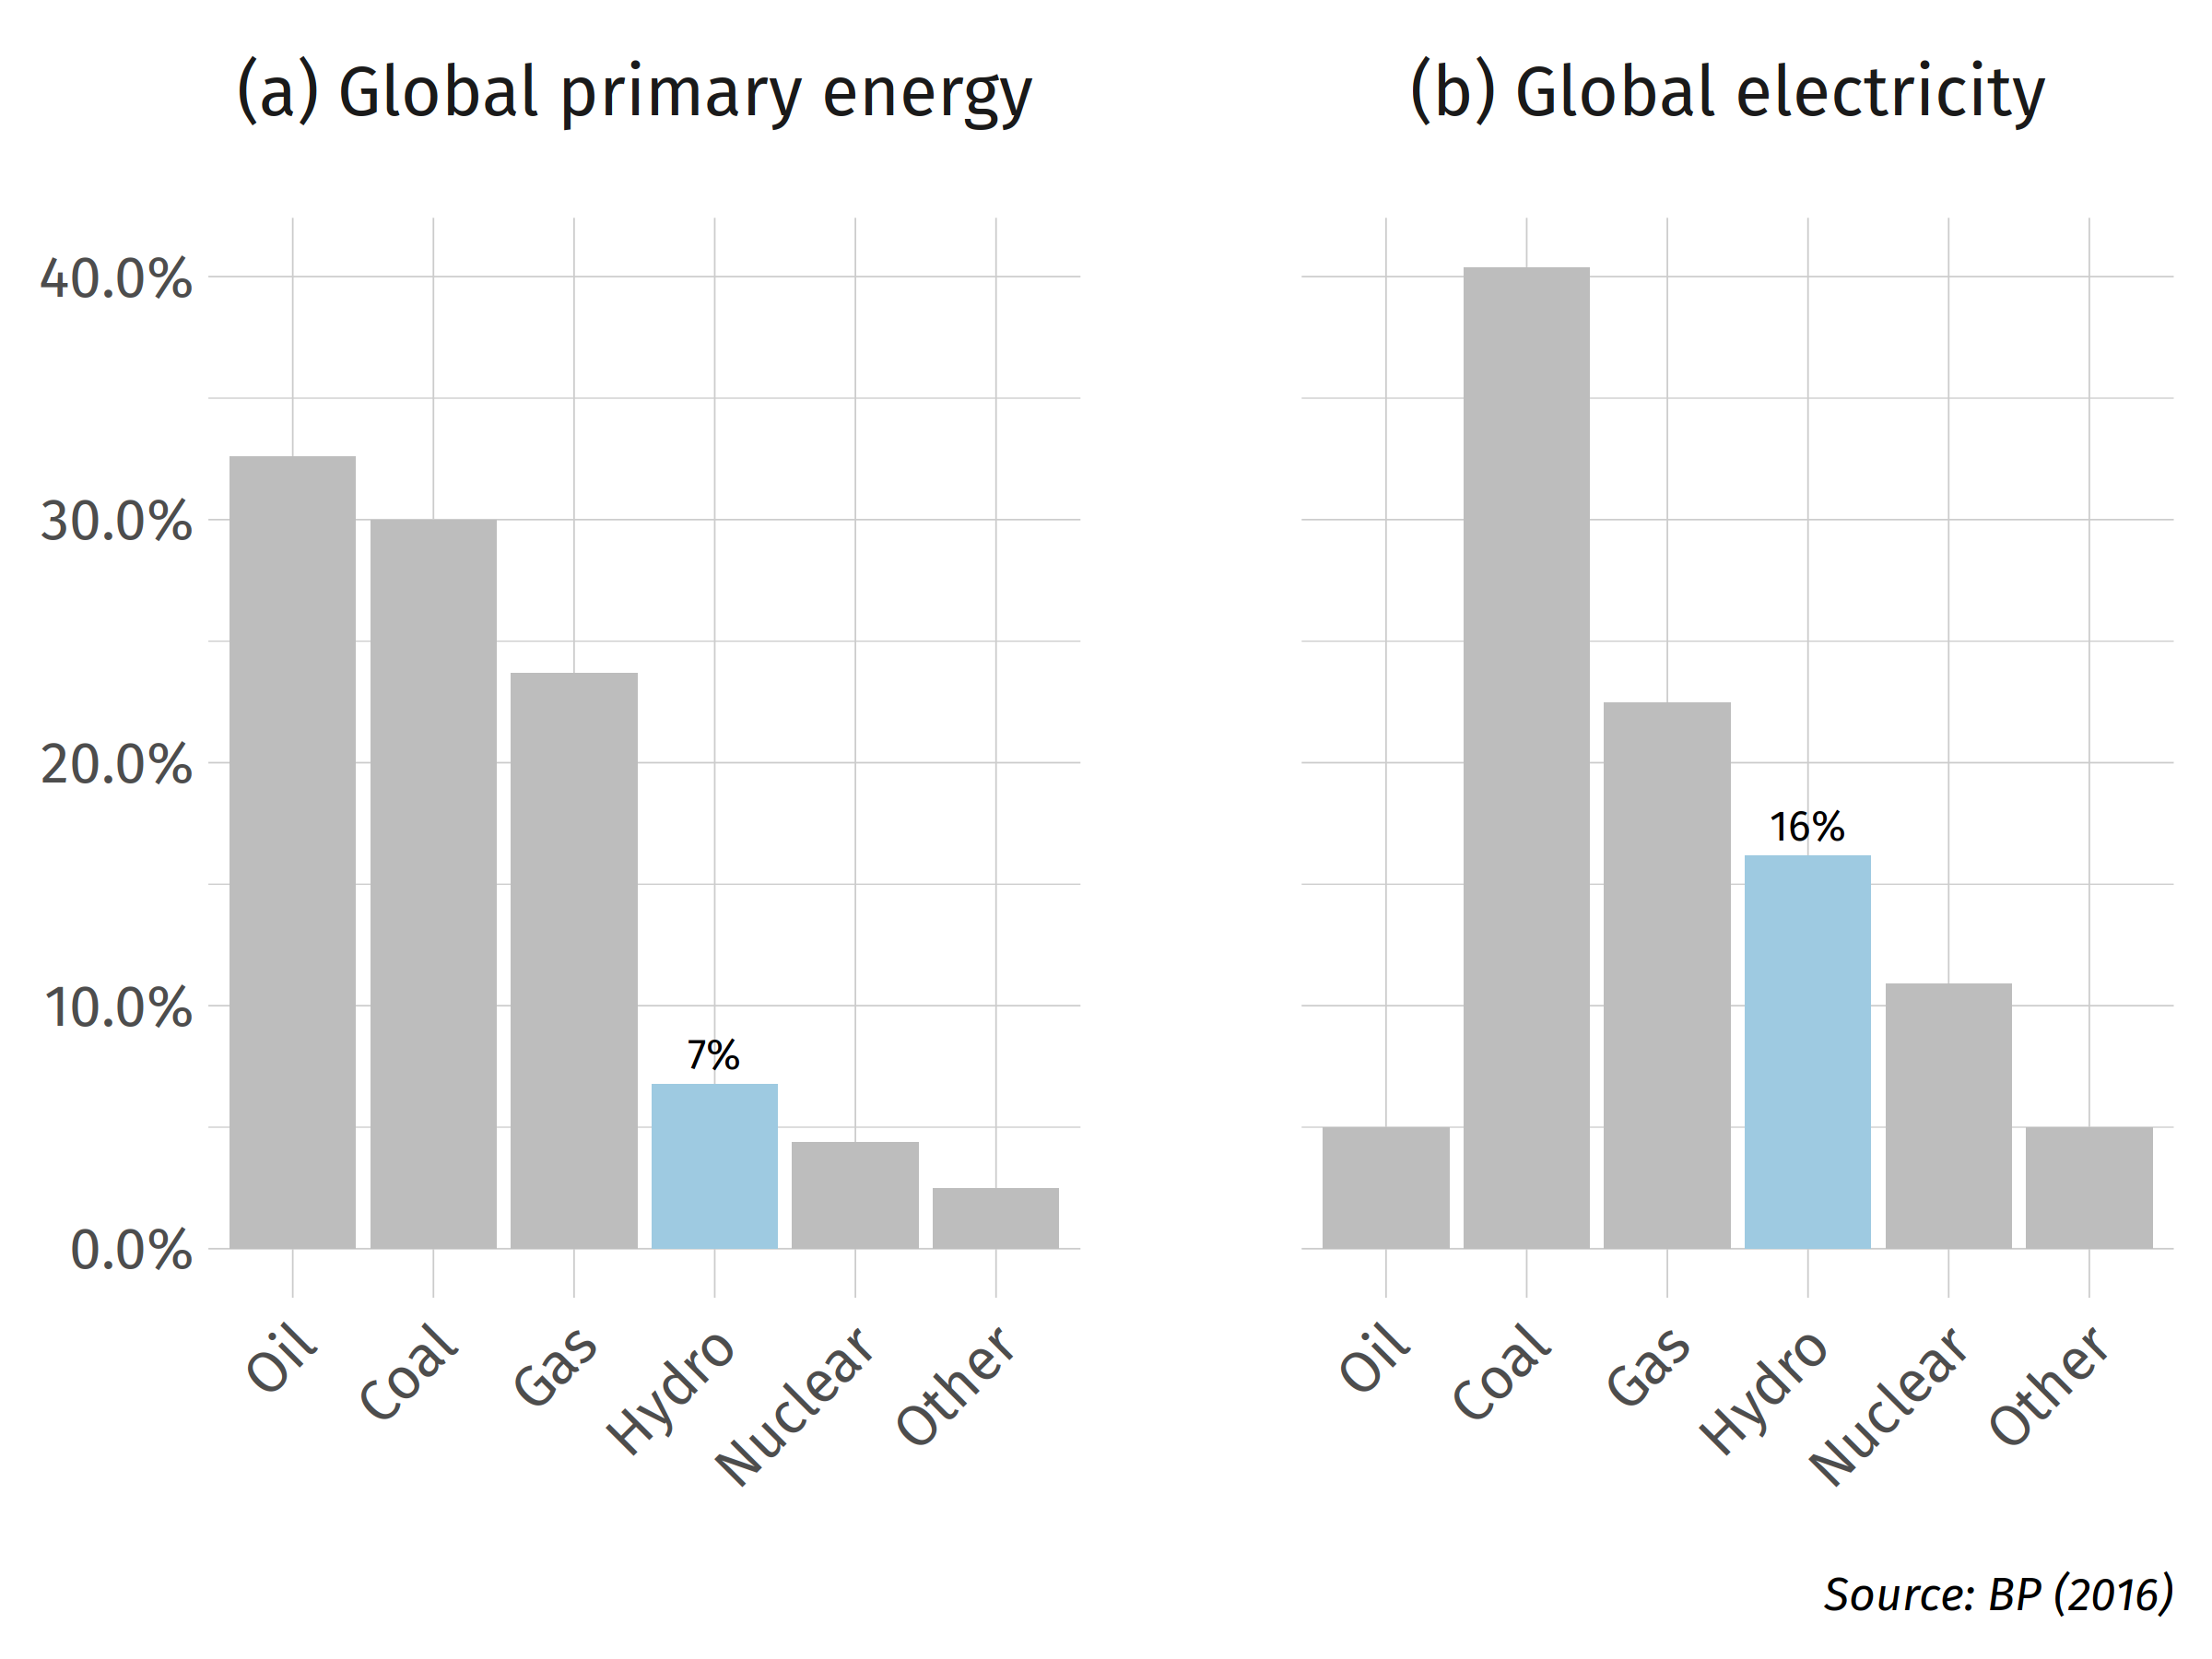 (a) Global primary energy
(b) Global electricity
40.0%
30.0%
20.0%
10.0%
0.0%
7%
16%
Oil
Coal
Gas
Hydro
Nuclear
Other
Oil
Coal
Gas
Hydro
Nuclear
Other
Source: BP (2016)